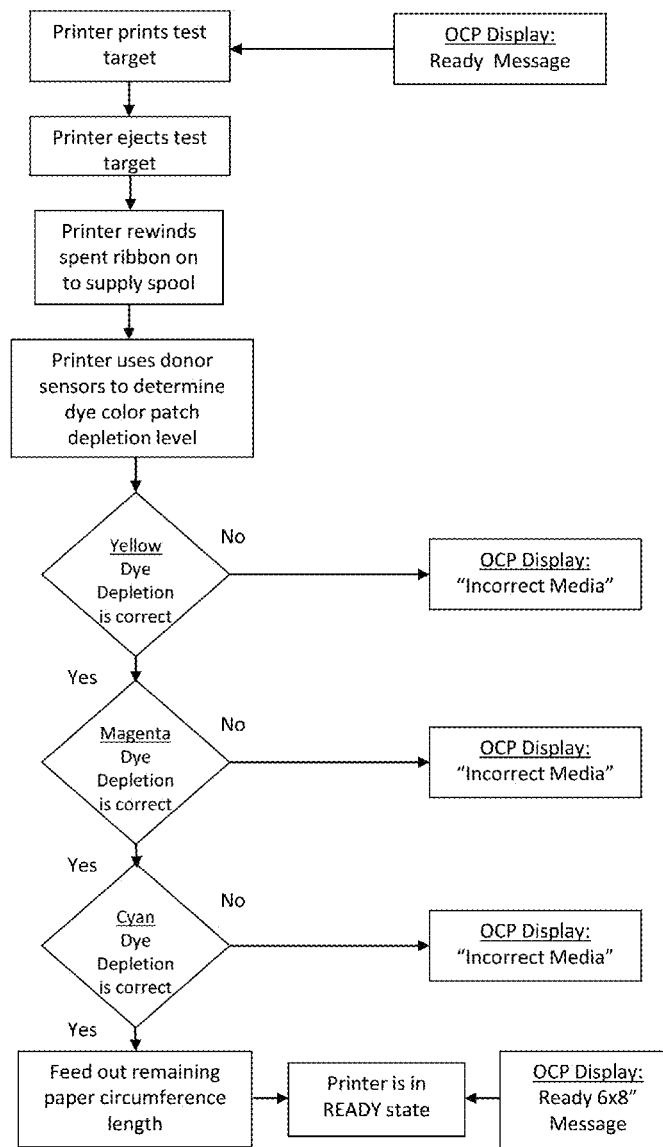 Printer prints test
target
OCP Display:
Ready Message
Printer ejects test
target
Printer rewinds
spent ribbon on
to supply spool
Printer uses donor
sensors to determine
dye color patch
depletion level
Yellow
Dye
Depletion
is correct
No
OCP Display:
“Incorrect Media”
Yes
Magenta
Dye
Depletion
is correct
No
OCP Display:
“Incorrect Media”
Yes
Cyan
Dye
Depletion
is correct
No
OCP Display:
“Incorrect Media”
Yes
Feed out remaining
paper circumference
length
Printer is in
READY state
OCP Display:
Ready 6x8”
Message